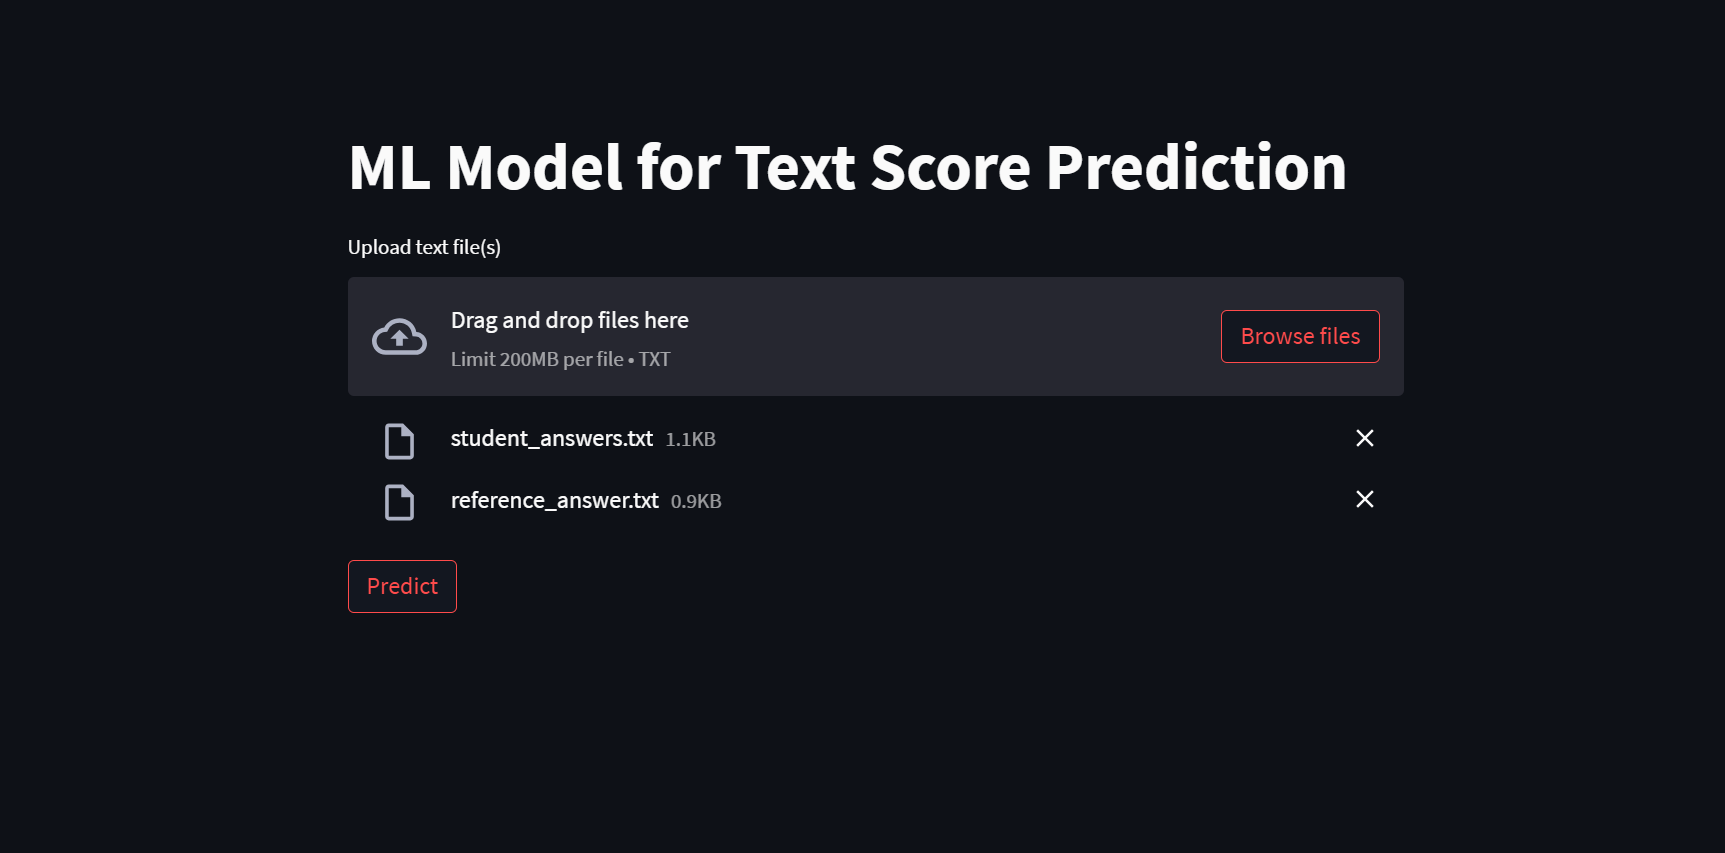 ML Model for Text Score Prediction
Upload text file(s)
Drag and drop files here
Limit 200MB per file • TXT
Browse files
student_answers.txt 1.1KB
reference_answer.txt 0.9KB
Predict